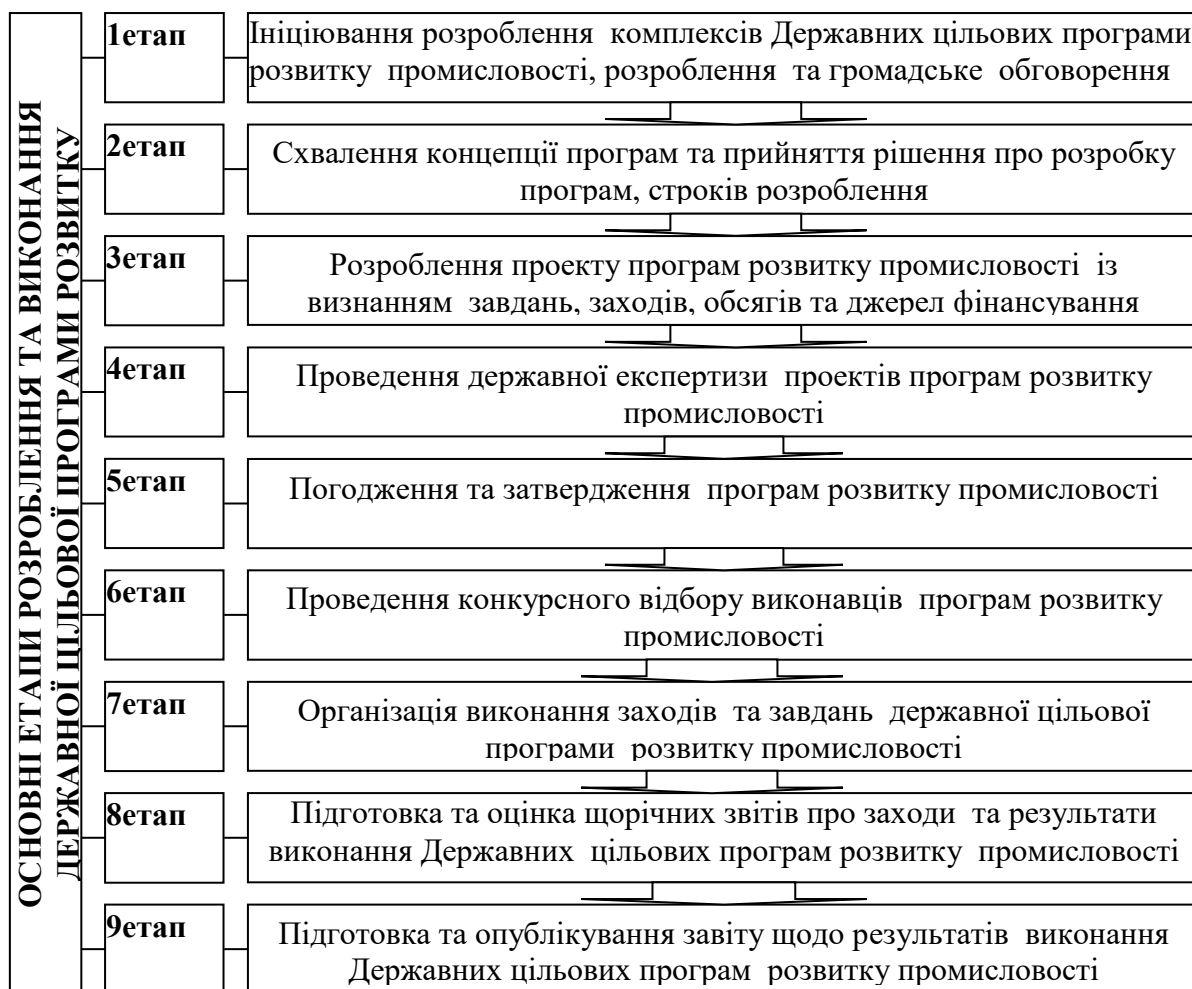 ОСНОВНІ ЕТАПИ РОЗРОБЛЕННЯ ТА ВИКОНАННЯ
ДЕРЖАВНОЇ ЦІЛЬОВОЇ ПРОГРАМИ РОЗВИТКУ
1етап
Ініціювання розроблення комплексів Державних цільових програми
розвитку промисловості, розроблення та громадське обговорення
2етап
Схвалення концепції програм та прийняття рішення про розробку
програм, строків розроблення
3етап
Розроблення проекту програм розвитку промисловості із
визнанням завдань, заходів, обсягів та джерел фінансування
4етап
Проведення державної експертизи проектів програм розвитку
промисловості
5етап
Погодження та затвердження програм розвитку промисловості
6етап
Проведення конкурсного відбору виконавців програм розвитку
промисловості
7етап
Організація виконання заходів та завдань державної цільової
програми розвитку промисловості
8етап
Підготовка та оцінка щорічних звітів про заходи та результати
виконання Державних цільових програм розвитку промисловості
9етап
Підготовка та опублікування завіту щодо результатів виконання
Державних цільових програм розвитку промисловості